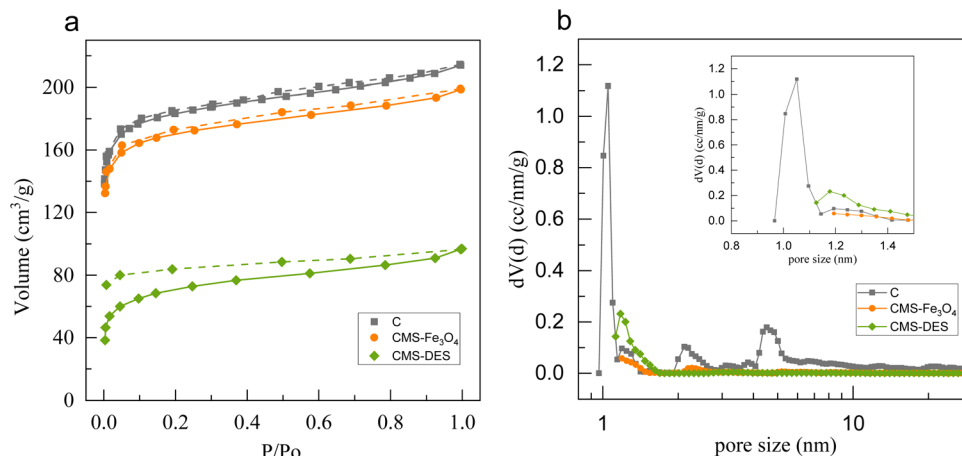 a
Volume (cm³/g)
200
160
120
80
40
0
0.0 0.2 0.4 0.6 0.8 1.0
P/Po
C
CMS-Fe₃O₄
CMS-DES
b
dV(d) (cc/nm/g)
1.2
1.0
0.8
0.6
0.4
0.2
0.0
1 10
pore size (nm)
C
CMS-Fe₃O₄
CMS-DES
dV(d) (cc/nm/g)
1.2
1.0
0.8
0.6
0.4
0.2
0.0
0.8 1.0 1.2 1.4
pore size (nm)